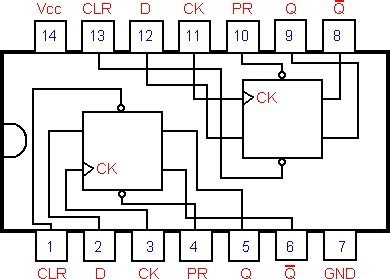 Vcc CLR D CK PR Q Q̅
14 13 12 11 10 9 8
CK
CK
1 2 3 4 5 6 7
CLR D CK PR Q Q̅ GND